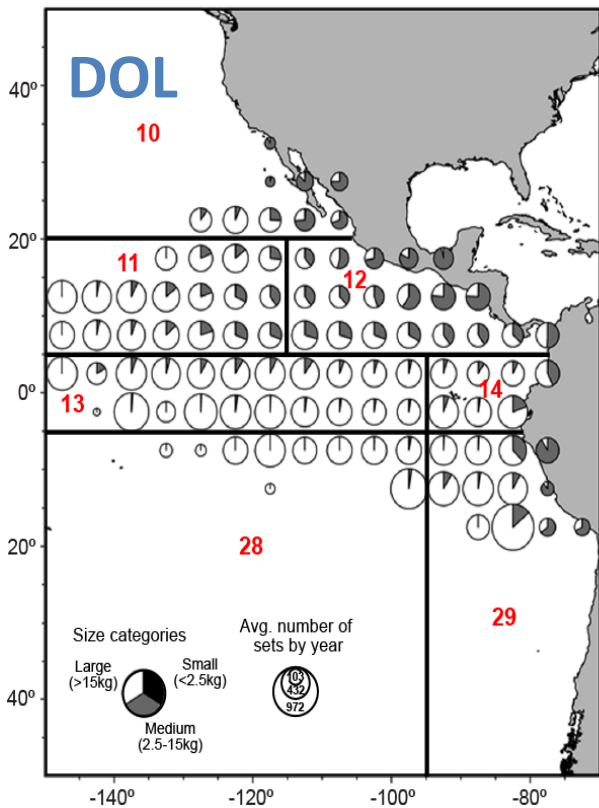 DOL
40º
10
20º
11
12
0º
13
14
28
20º
29
Size categories
Avg. number of
sets by year
Large
(>15kg)
Small
(<2.5kg)
Medium
(2.5-15kg)
103
432
972
40º
-140º
-120º
-100º
-80º